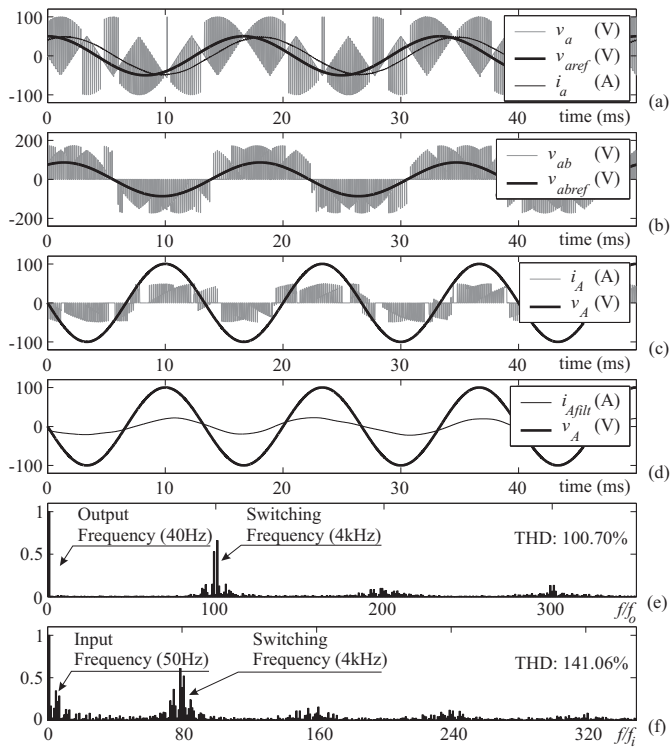 100
0
-100
v_a (V)
v_aref (V)
i_a (A)
0 10 20 30 time (ms) (a)
200
0
-200
v_ab (V)
v_abref (V)
0 10 20 30 40 time (ms) (b)
100
0
-100
i_A (A)
v_A (V)
0 10 20 30 40 time (ms) (c)
100
0
-100
i_Afilt (A)
v_A (V)
0 10 20 30 40 time (ms) (d)
1
0.5
0
Output
Frequency (40Hz)
Switching
Frequency (4kHz)
THD: 100.70%
0 100 200 300 f/f_o (e)
1
0.5
0
Input
Frequency (50Hz)
Switching
Frequency (4kHz)
THD: 141.06%
0 80 160 240 320 f/f_i (f)